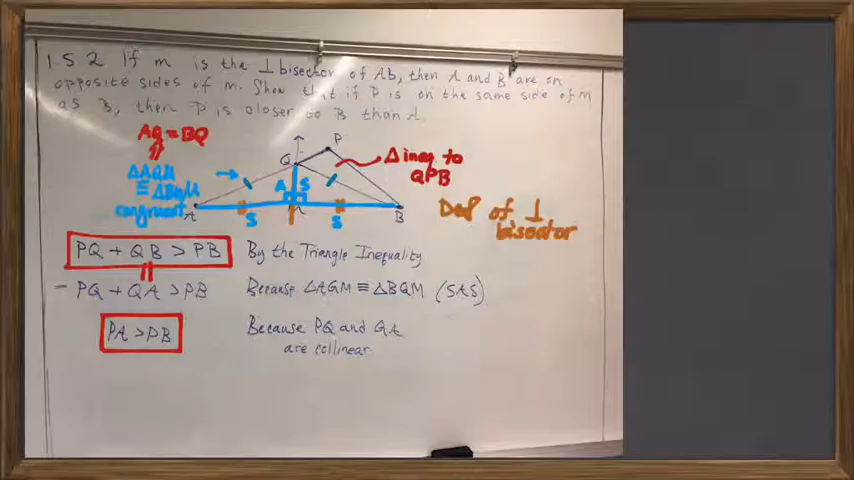 1.5.2 If m is the ⊥ bisector of Ab, then A and B are on
opposite sides of m. Show that if P is on the same side of m
as B, then P is closer to B than A.
AQ = BQ
P
Q
Δ ineq to
QPB
ΔAQM
≡ ΔBQM
congruent
A S
A
S
m
S
B
Def of ⊥
bisector
PQ + QB > PB By the Triangle Inequality
- PQ + QA > PB Because ΔAGM ≡ ΔBQM (SAS)
PA > PB Because PQ and QA
are collinear